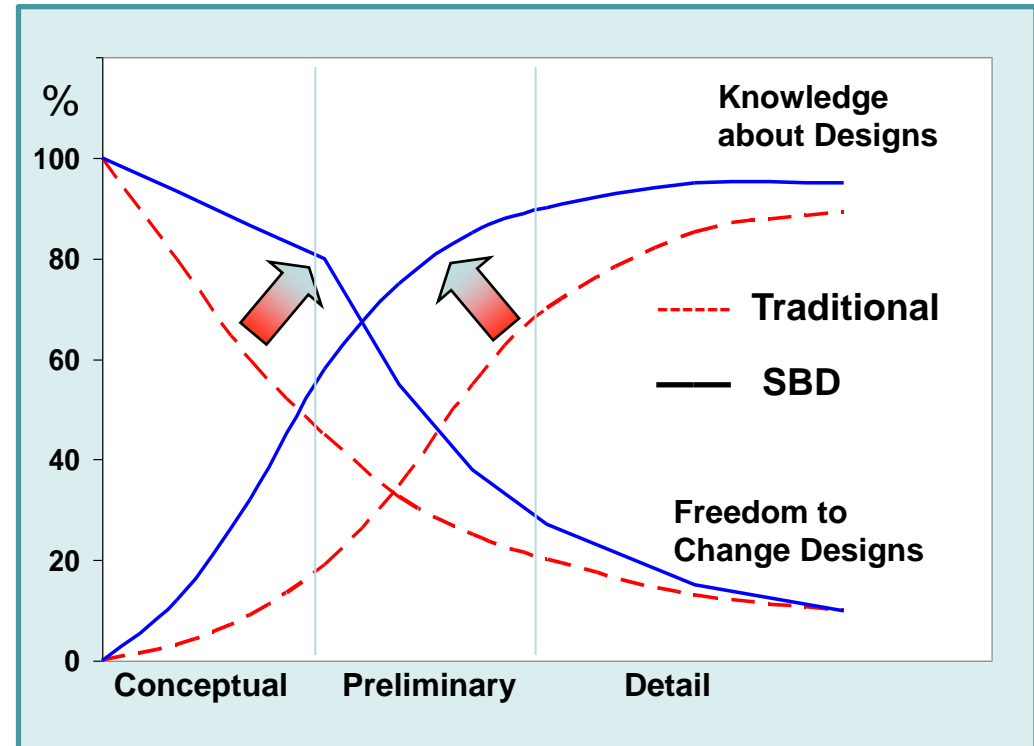 %
Knowledge
about Designs
100
80
Traditional
60
SBD
40
Freedom to
Change Designs
20
0
Conceptual Preliminary Detail